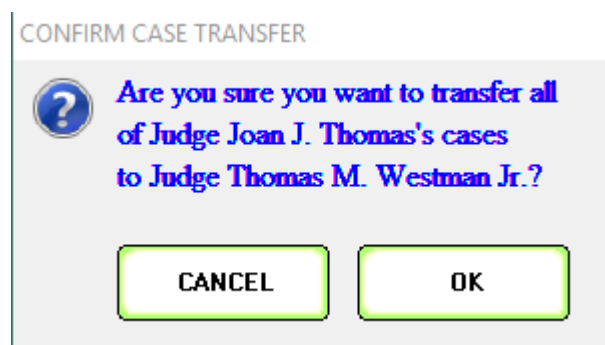 CONFIRM CASE TRANSFER
Are you sure you want to transfer all
of Judge Joan J. Thomas's cases
to Judge Thomas M. Westman Jr.?
CANCEL OK